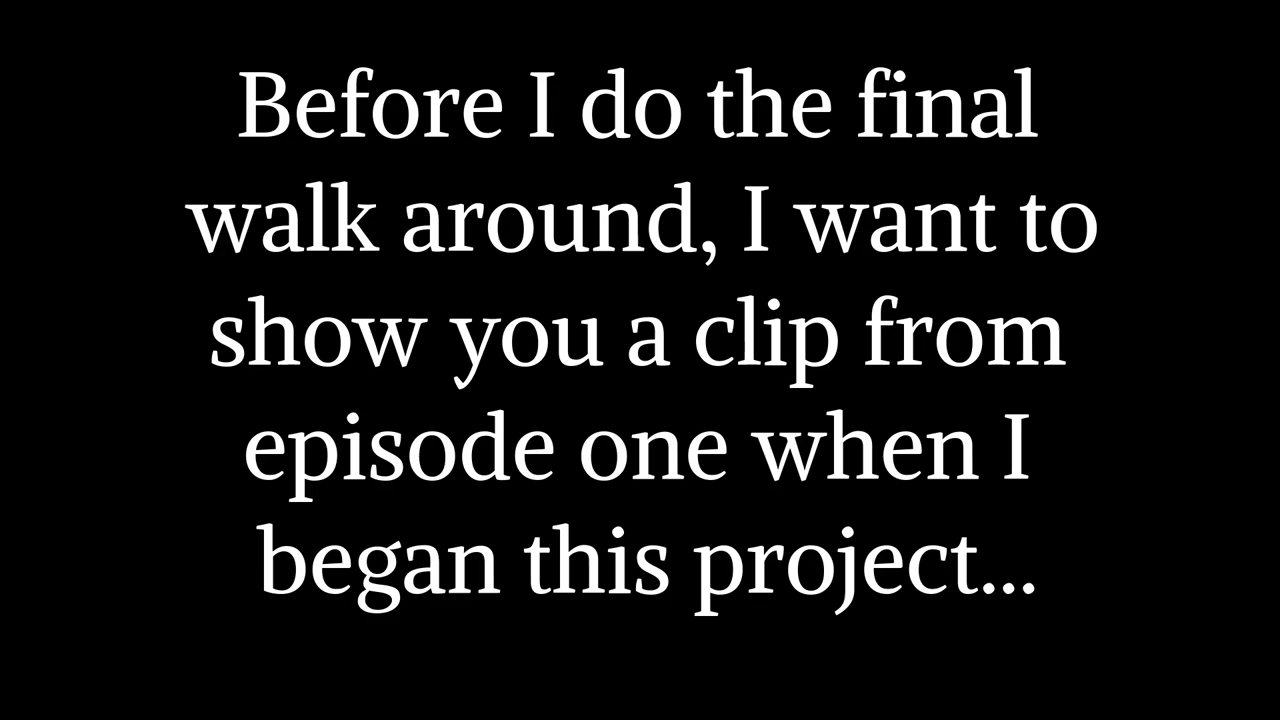 Before I do the final
walk around, I want to
show you a clip from
episode one when I
began this project...